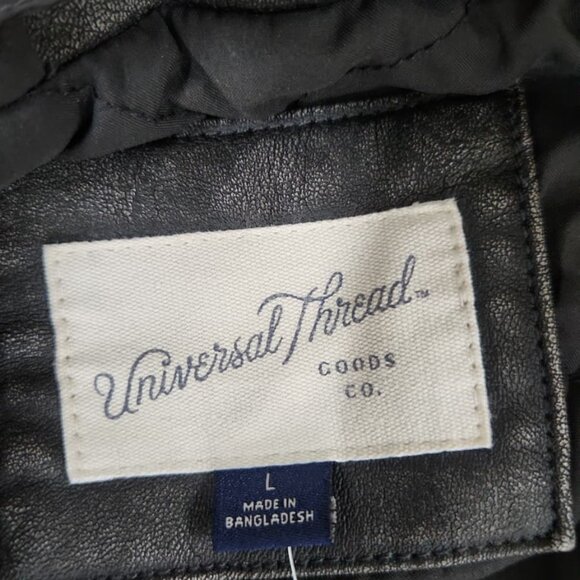 Universal Thread™
GOODS
CO.
L
MADE IN
BANGLADESH